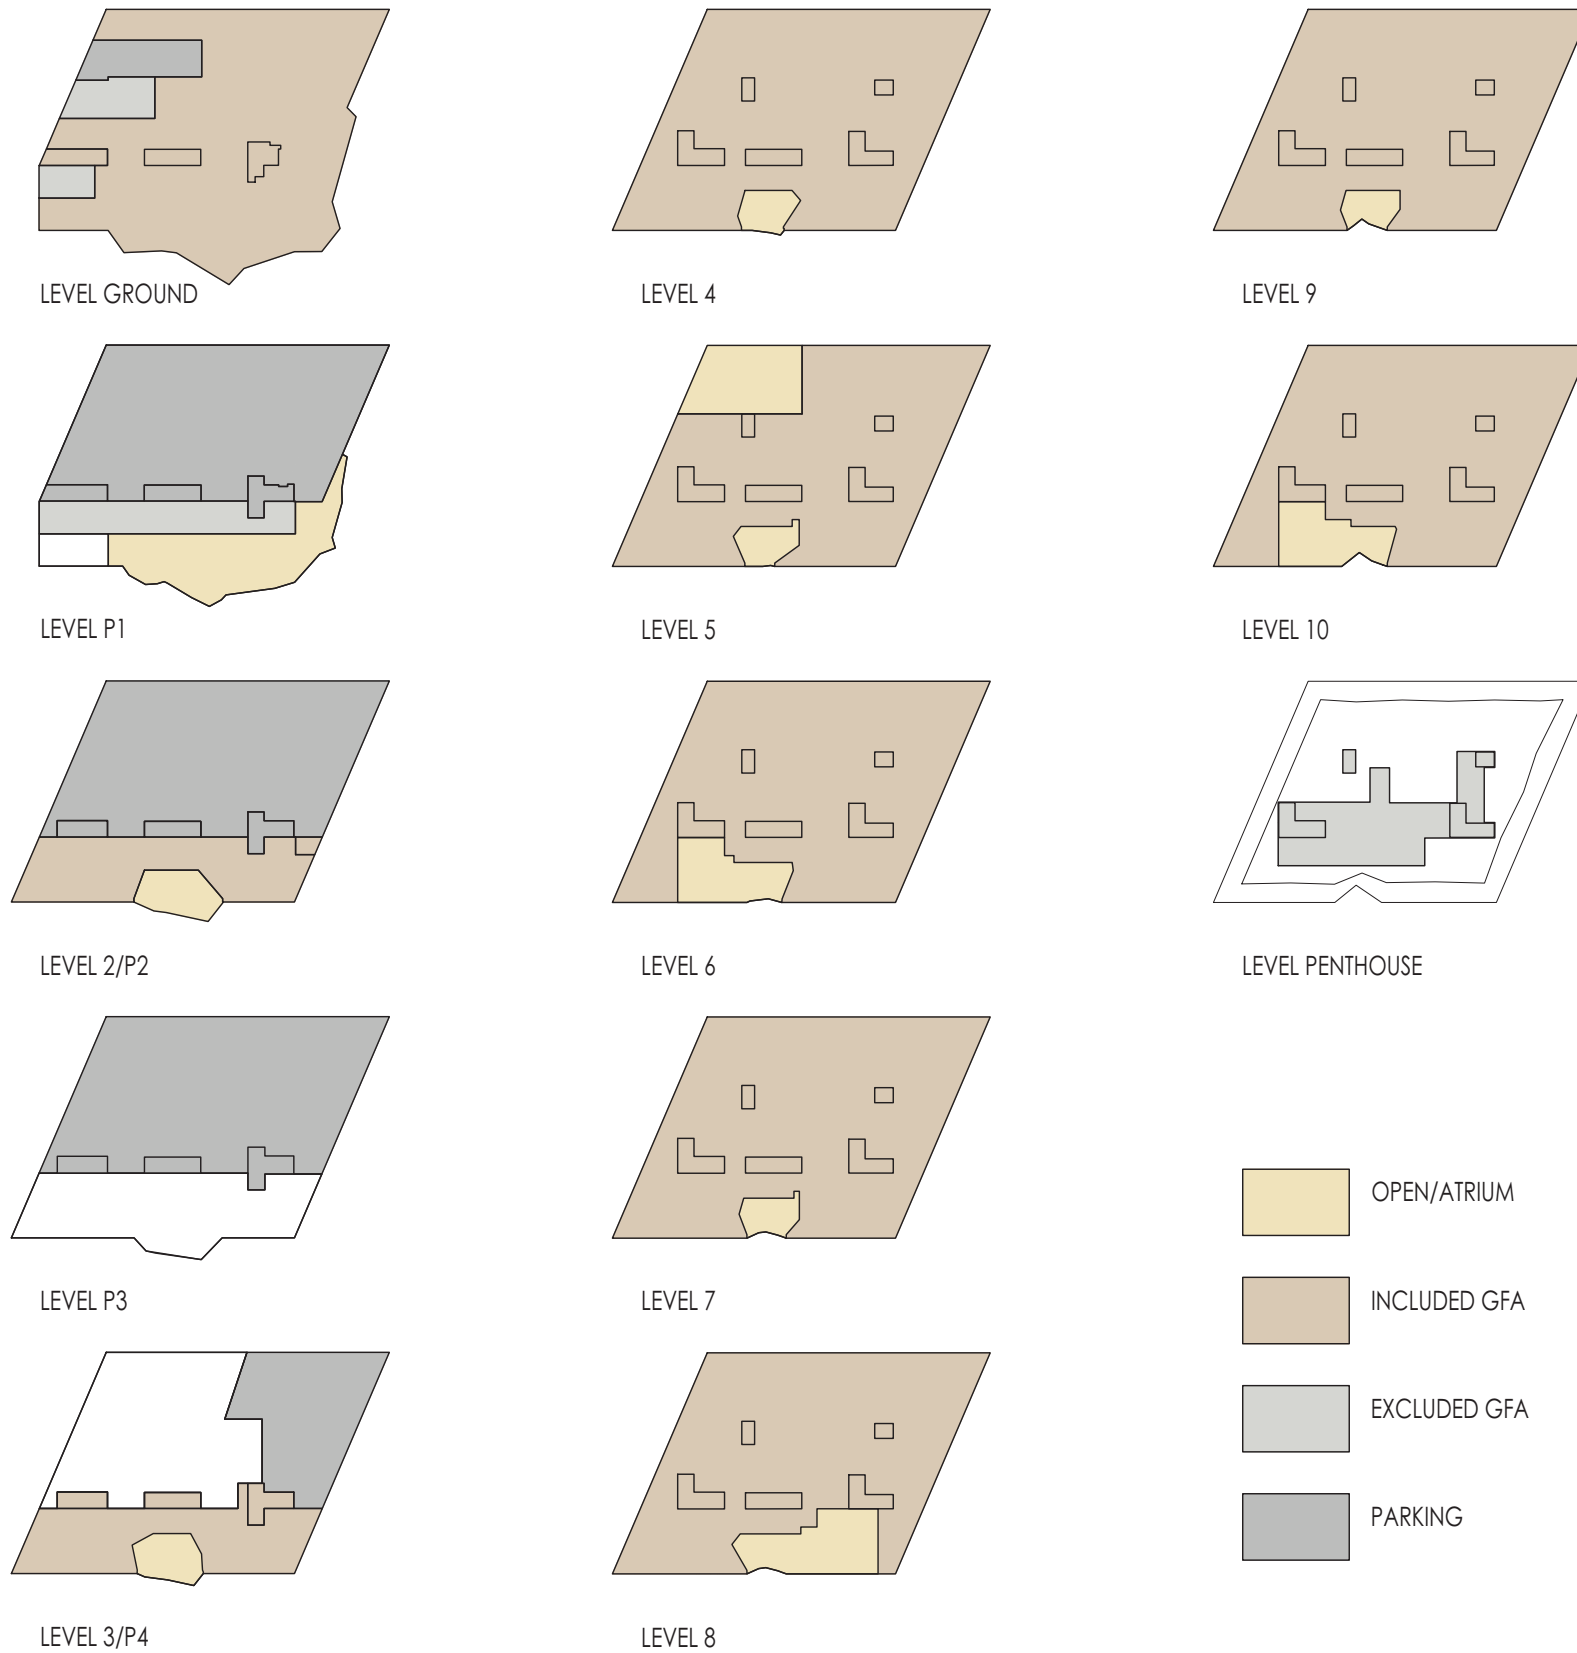 LEVEL GROUND
LEVEL P1
LEVEL 2/P2
LEVEL P3
LEVEL 3/P4
LEVEL 4
LEVEL 5
LEVEL 6
LEVEL 7
LEVEL 8
LEVEL 9
LEVEL 10
LEVEL PENTHOUSE
OPEN/ATRIUM
INCLUDED GFA
EXCLUDED GFA
PARKING